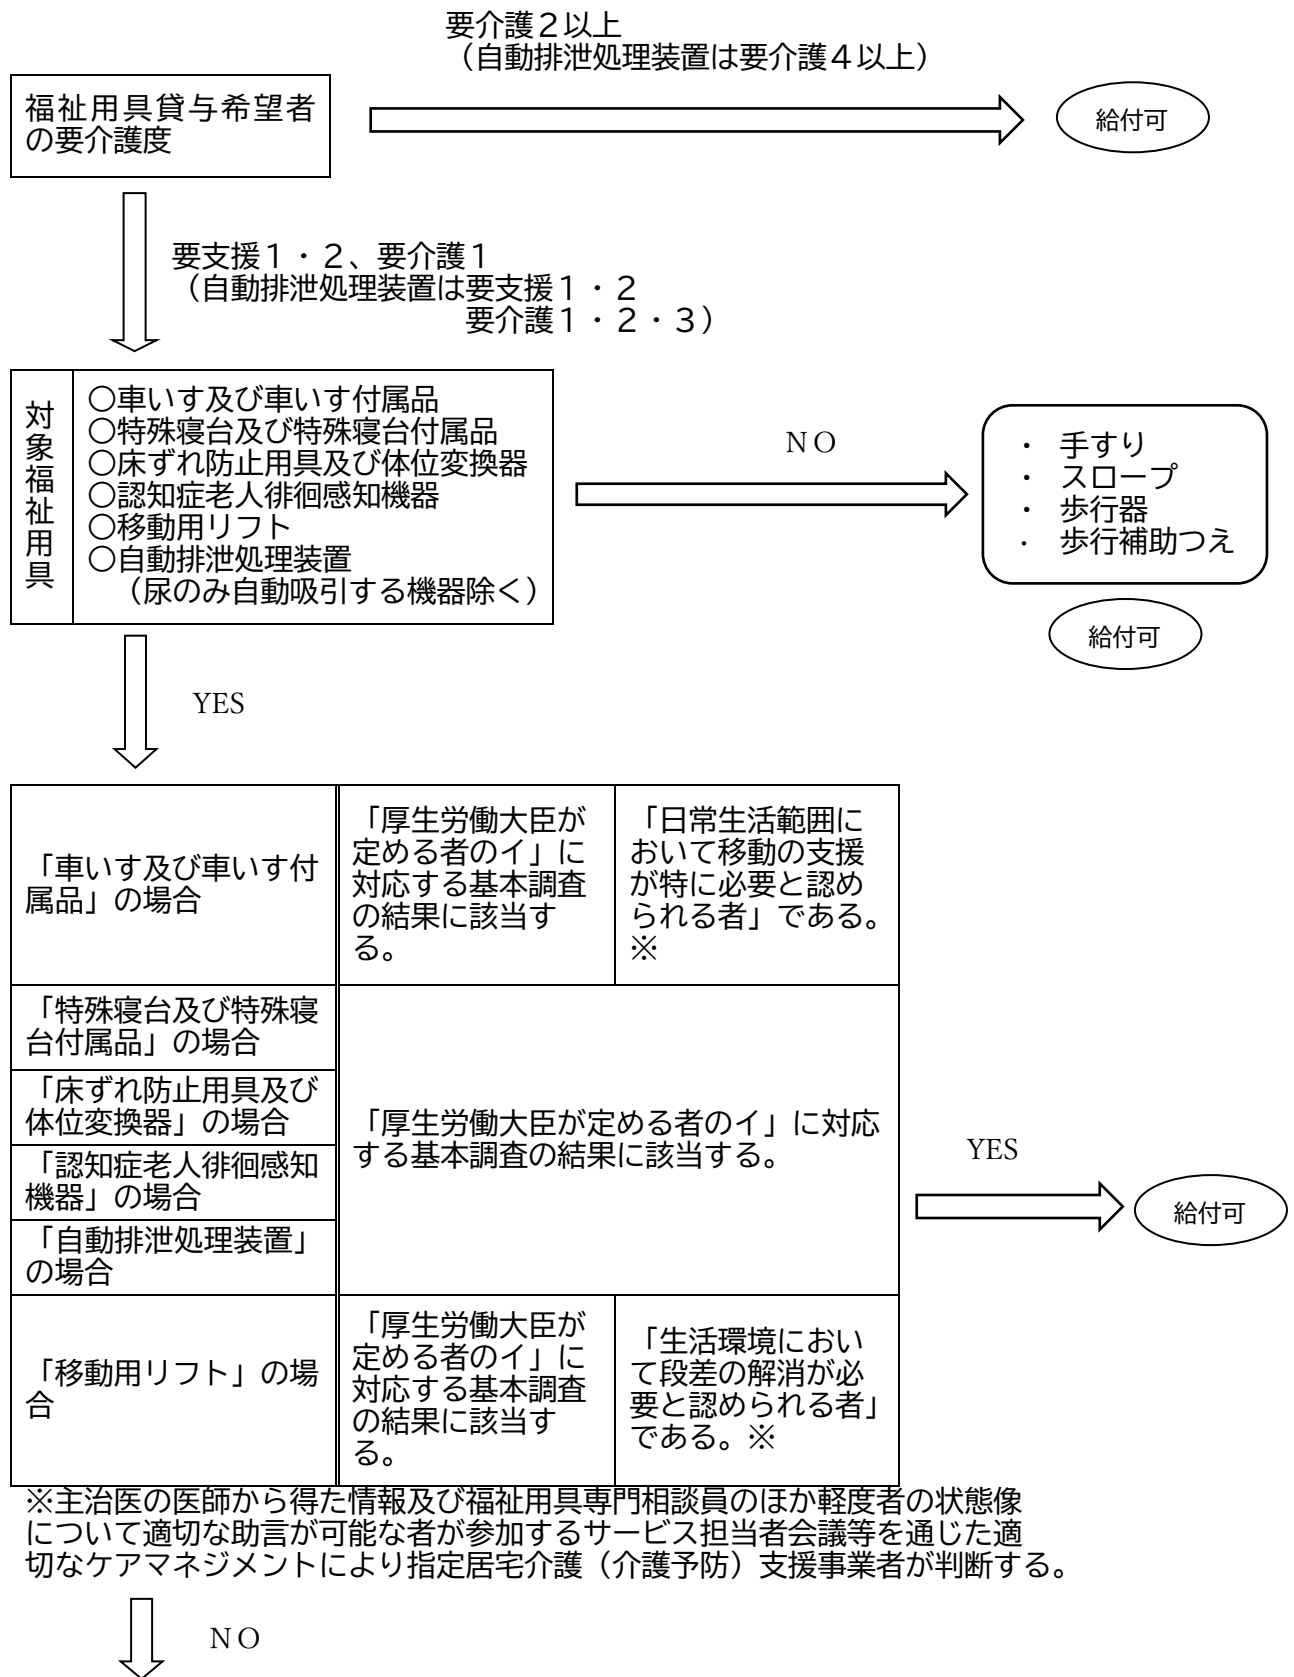 要介護２以上
（自動排泄処理装置は要介護４以上）
福祉用具貸与希望者
の要介護度
給付可
要支援１・２、要介護１
（自動排泄処理装置は要支援１・２
要介護１・２・３）
対象福祉用具
○車いす及び車いす付属品
○特殊寝台及び特殊寝台付属品
○床ずれ防止用具及び体位変換器
○認知症老人徘徊感知機器
○移動用リフト
○自動排泄処理装置
（尿のみ自動吸引する機器除く）
ＮＯ
・ 手すり
・ スロープ
・ 歩行器
・ 歩行補助つえ
給付可
YES
「車いす及び車いす付
属品」の場合
「厚生労働大臣が
定める者のイ」に
対応する基本調査
の結果に該当す
る。
「日常生活範囲に
おいて移動の支援
が特に必要と認め
られる者」である。
※
「特殊寝台及び特殊寝
台付属品」の場合
「床ずれ防止用具及び
体位変換器」の場合
「認知症老人徘徊感知
機器」の場合
「自動排泄処理装置」
の場合
「厚生労働大臣が定める者のイ」に対応
する基本調査の結果に該当する。
YES
給付可
「移動用リフト」の場
合
「厚生労働大臣が
定める者のイ」に
対応する基本調査
の結果に該当す
る。
「生活環境におい
て段差の解消が必
要と認められる者」
である。※
※主治医の医師から得た情報及び福祉用具専門相談員のほか軽度者の状態像
について適切な助言が可能な者が参加するサービス担当者会議等を通じた適
切なケアマネジメントにより指定居宅介護（介護予防）支援事業者が判断する。
ＮＯ